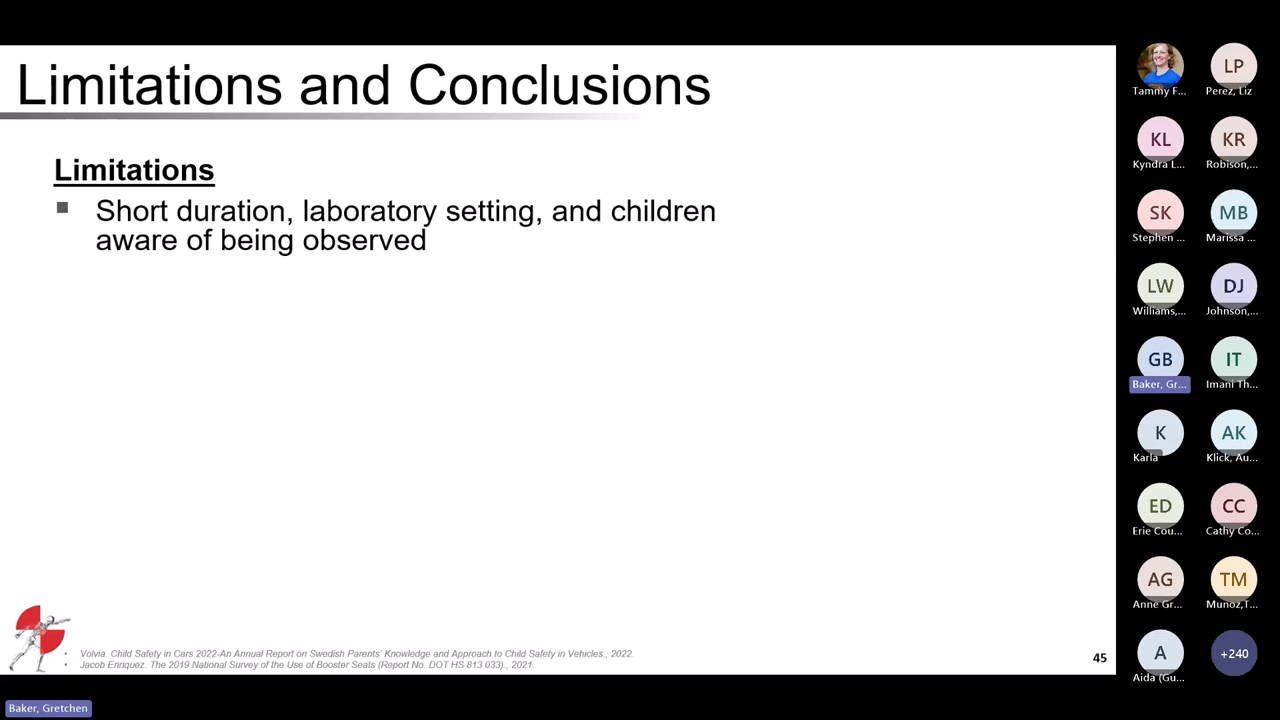 Limitations and Conclusions
Limitations
Short duration, laboratory setting, and children
aware of being observed
Volvia. Child Safety in Cars 2022-An Annual Report on Swedish Parents' Knowledge and Approach to Child Safety in Vehicles., 2022.
Jacob Enriquez. The 2019 National Survey of the Use of Booster Seats (Report No. DOT HS 813 033)., 2021.
45
Baker, Gretchen
Tammy F...
LP
Perez, Liz
KL
Kyndra L...
KR
Robison,...
SK
Stephen ...
MB
Marissa ...
LW
Williams,...
DJ
Johnson,...
GB
Baker, Gr...
IT
Imani Th...
K
Karla
AK
Klick, Au...
ED
Erie Cou...
CC
Cathy Co...
AG
Anne Gr...
TM
Munoz,T...
A
Aida (Gu...
+240